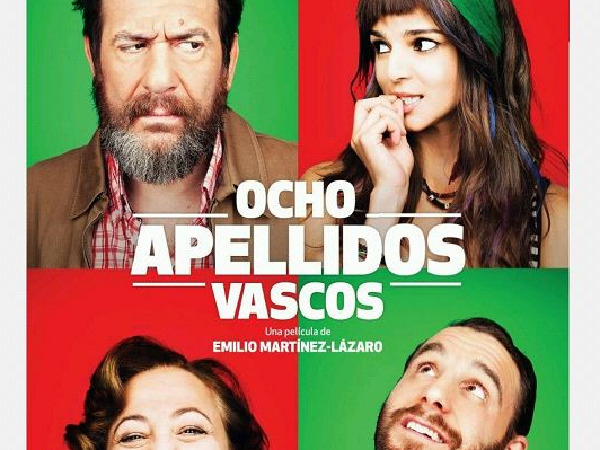 OCHO
APELLIDOS
VASCOS
Una película de
EMILIO MARTÍNEZ-LÁZARO